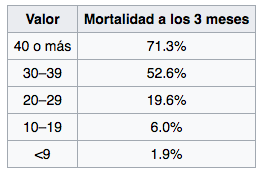 Valor Mortalidad a los 3 meses
40 o más 71.3%
30–39 52.6%
20–29 19.6%
10–19 6.0%
<9 1.9%